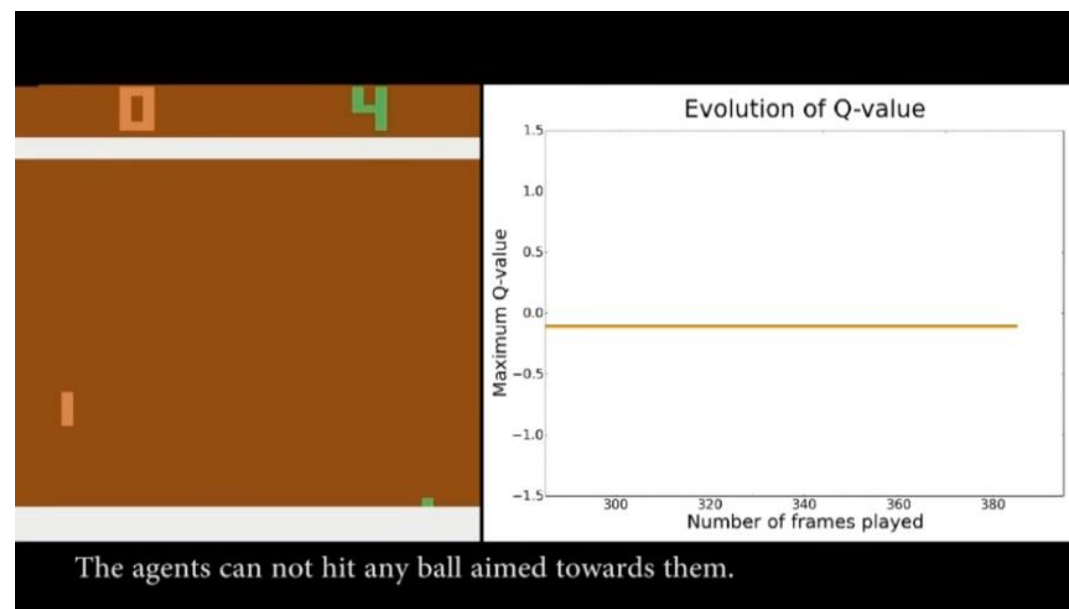 0 4
Evolution of Q-value
1.5
1.0
0.5
0.0
−0.5
−1.0
−1.5
Maximum Q-value
300 320 340 360 380
Number of frames played
The agents can not hit any ball aimed towards them.